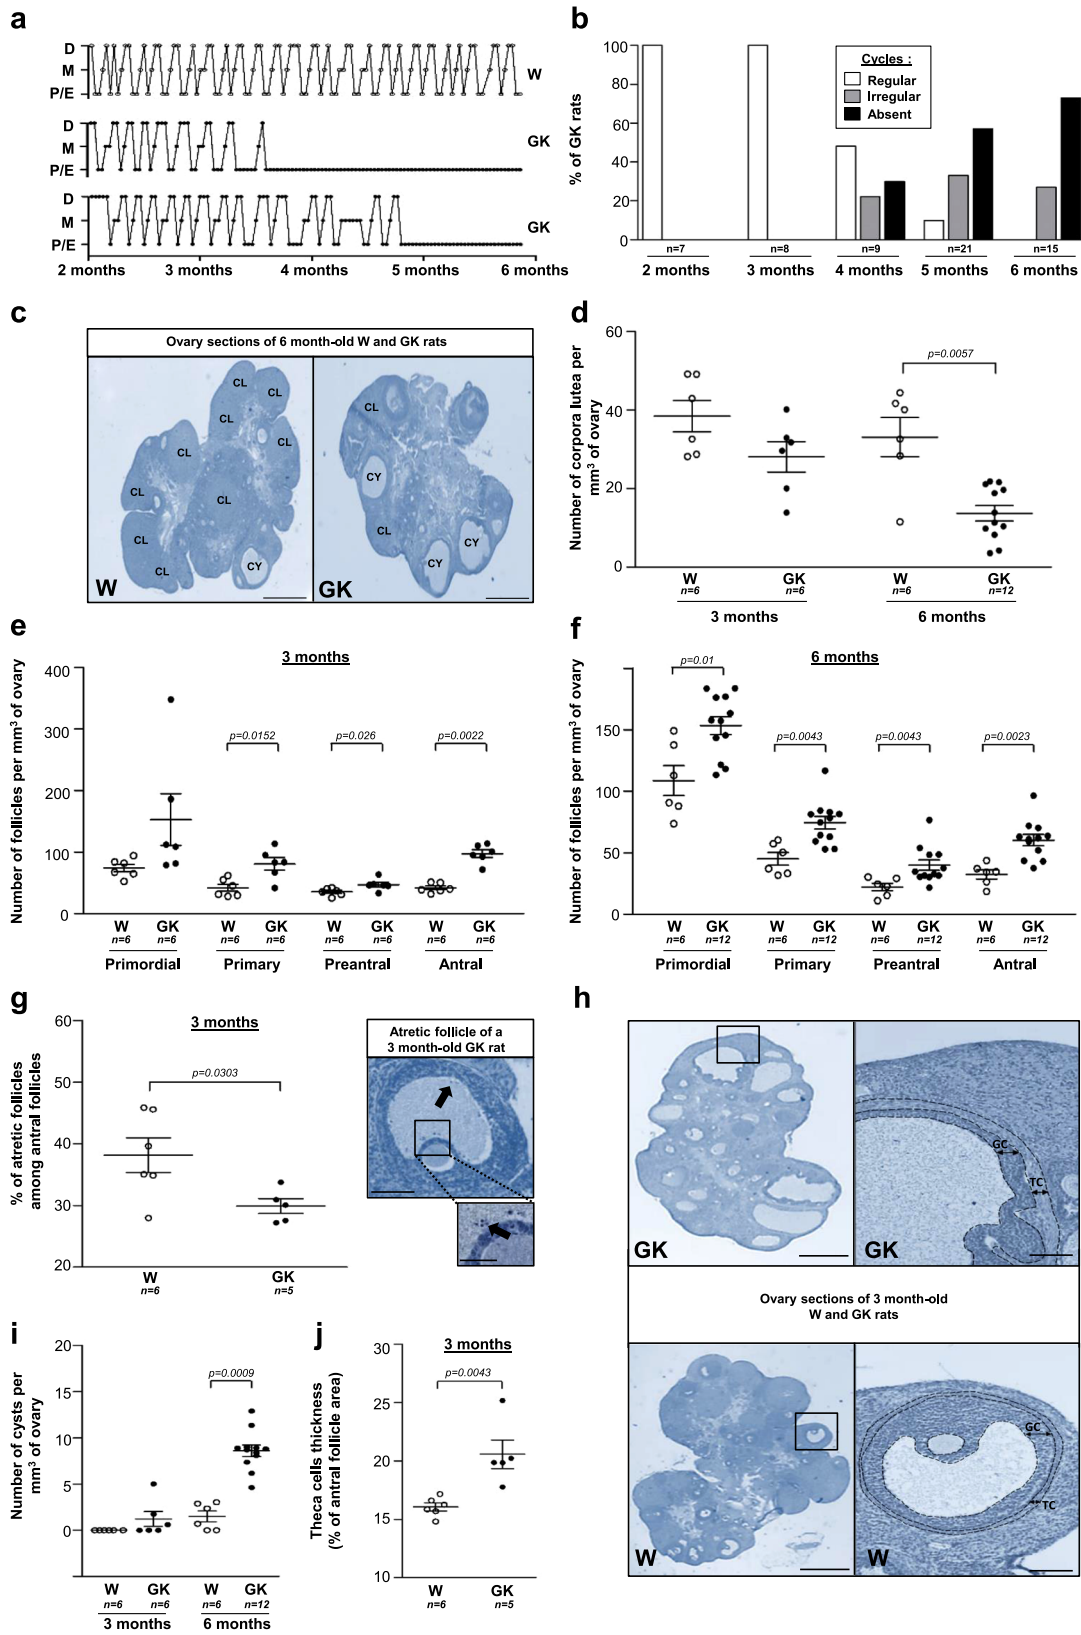 a
D
M
P/E
W
D
M
P/E
GK
D
M
P/E
GK
2 months 3 months 4 months 5 months 6 months
b
% of GK rats
100
80
60
40
20
0
Cycles :
Regular
Irregular
Absent
n=7 n=8 n=9 n=21 n=15
2 months 3 months 4 months 5 months 6 months
c
Ovary sections of 6 month-old W and GK rats
CL
CL
CL
CL
CL
CL
CL
CL
CL
CY
W
CL
CY
CL
CY
CY
GK
d
Number of corpora lutea per
mm³ of ovary
60
40
20
0
p=0.0057
W GK W GK
n=6 n=6 n=6 n=12
3 months 6 months
e
3 months
Number of follicles per mm³ of ovary
400
300
200
100
0
p=0.0152 p=0.026 p=0.0022
W GK W GK W GK W GK
n=6 n=6 n=6 n=6 n=6 n=6 n=6 n=6
Primordial Primary Preantral Antral
f
6 months
Number of follicles per mm³ of ovary
150
100
50
0
p=0.01
p=0.0043 p=0.0043 p=0.0023
W GK W GK W GK W GK
n=6 n=12 n=6 n=12 n=6 n=12 n=6 n=12
Primordial Primary Preantral Antral
g
3 months
% of atretic follicles
among antral follicles
60
50
40
30
20
p=0.0303
W GK
n=6 n=5
Atretic follicle of a
3 month-old GK rat
h
GK
GC
TC
GK
Ovary sections of 3 month-old
W and GK rats
W
GC
TC
W
i
Number of cysts per
mm³ of ovary
20
15
10
5
0
p=0.0009
W GK W GK
n=6 n=6 n=6 n=12
3 months 6 months
j
3 months
Theca cells thickness
(% of antral follicle area)
30
25
20
15
10
p=0.0043
W GK
n=6 n=5